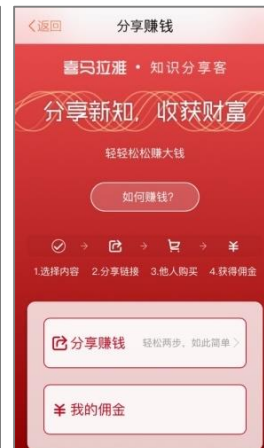 返回 分享赚钱
喜马拉雅 • 知识分享客
分享新知，收获财富
轻轻松松赚大钱
如何赚钱?
1.选择内容 2.分享链接 3.他人购买 4.获得佣金
分享赚钱 轻松两步，如此简单
¥ 我的佣金